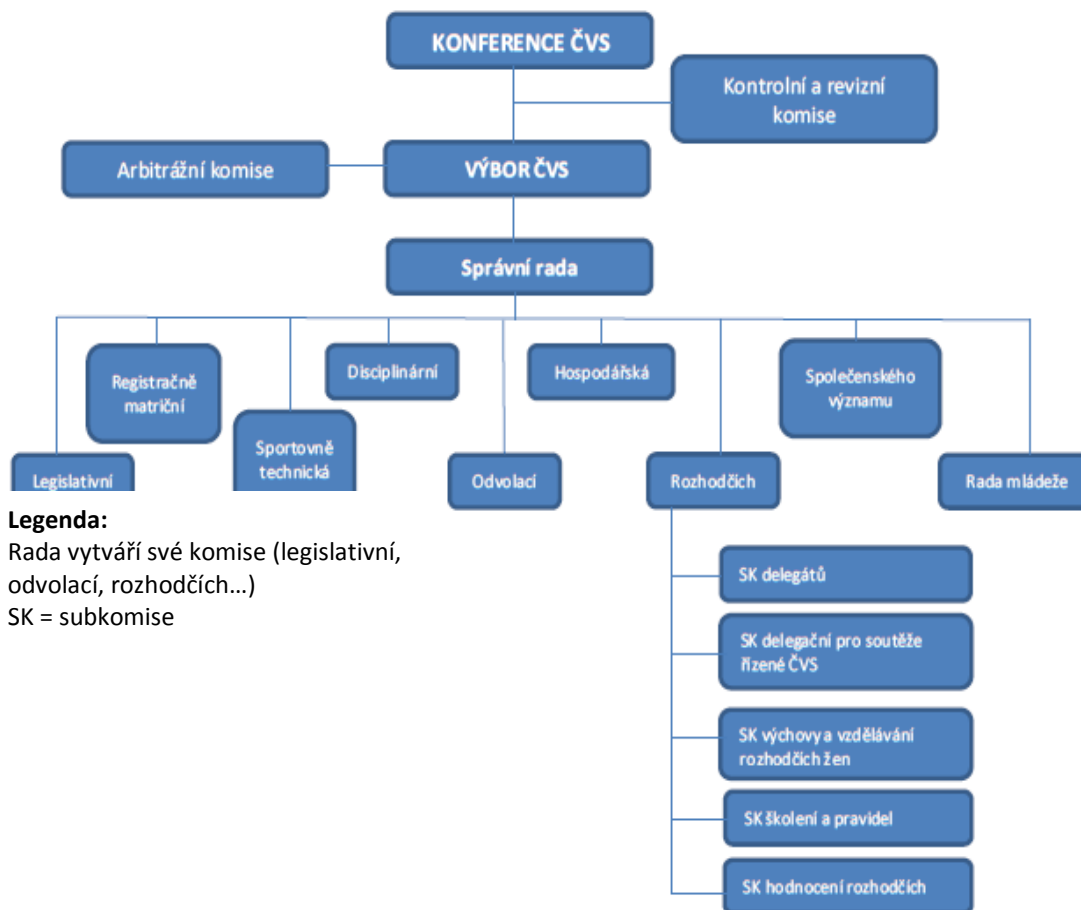 KONFERENCE ČVS
Kontrolní a revizní
komise
Arbitrážní komise
VÝBOR ČVS
Správní rada
Registračně
matriční
Disciplinární
Hospodářská
Společenského
významu
Legislativní
Sportovně
technická
Odvolací
Rozhodčích
Rada mládeže
Legenda:
Rada vytváří své komise (legislativní,
odvolací, rozhodčích...)
SK = subkomise
SK delegátů
SK delegační pro soutěže
řízené ČVS
SK výchovy a vzdělávání
rozhodčích žen
SK školení a pravidel
SK hodnocení rozhodčích